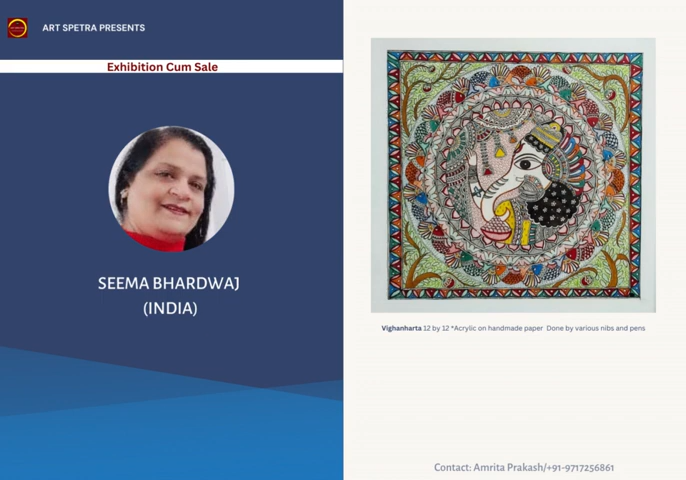 ART SPETRA PRESENTS
Exhibition Cum Sale
SEEMA BHARDWAJ
(INDIA)
Vighanharta 12 by 12 *Acrylic on handmade paper Done by various nibs and pens
Contact: Amrita Prakash/+91-9717256861